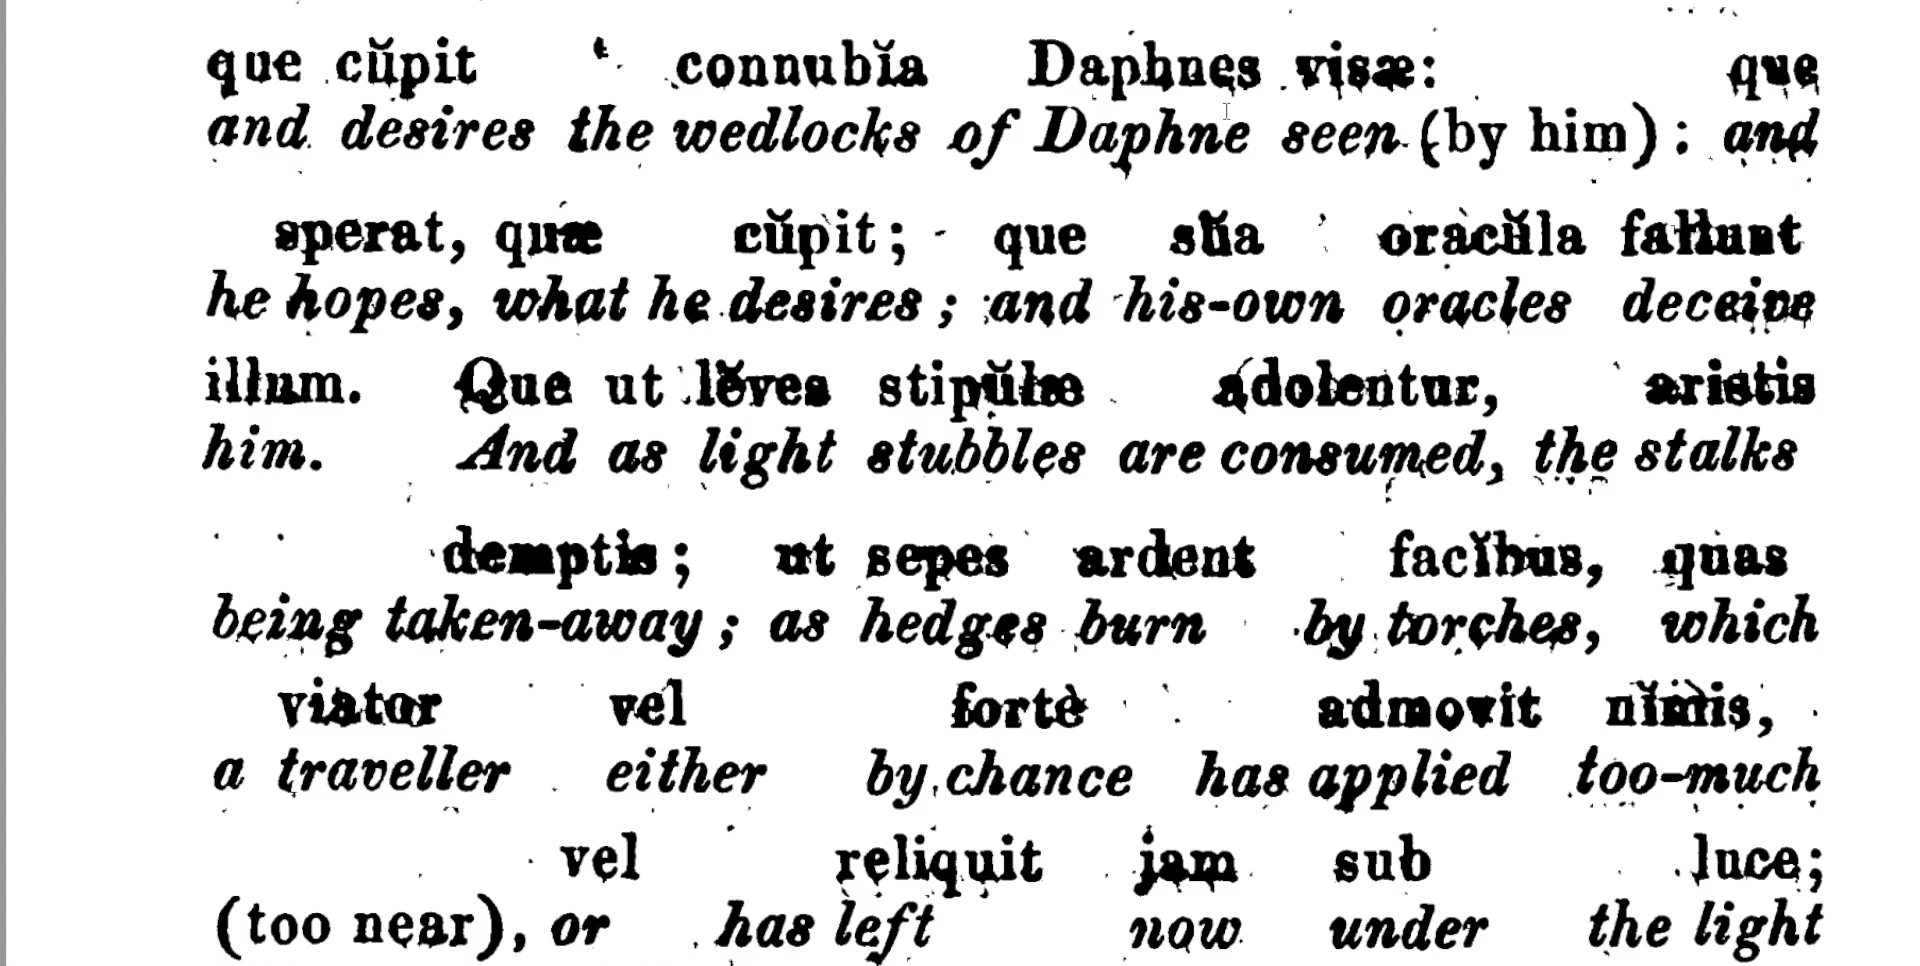 que cŭpit connubĭa Daphnes visæ: que
and desires the wedlocks of Daphne seen (by him) : and
sperat, quæ cŭpit; que sŭa oracŭla fallunt
he hopes, what he desires ; and his-own oracles deceive
illum. Que ut lĕves stipŭlæ adolentur, aristis
him. And as light stubbles are consumed, the stalks
demptis; ut sepes ardent facĭbus, quas
being taken-away ; as hedges burn by torches, which
viator vel fortè admovit nĭmis,
a traveller either by chance has applied too-much
vel reliquit jam sub luce;
(too near), or has left now under the light